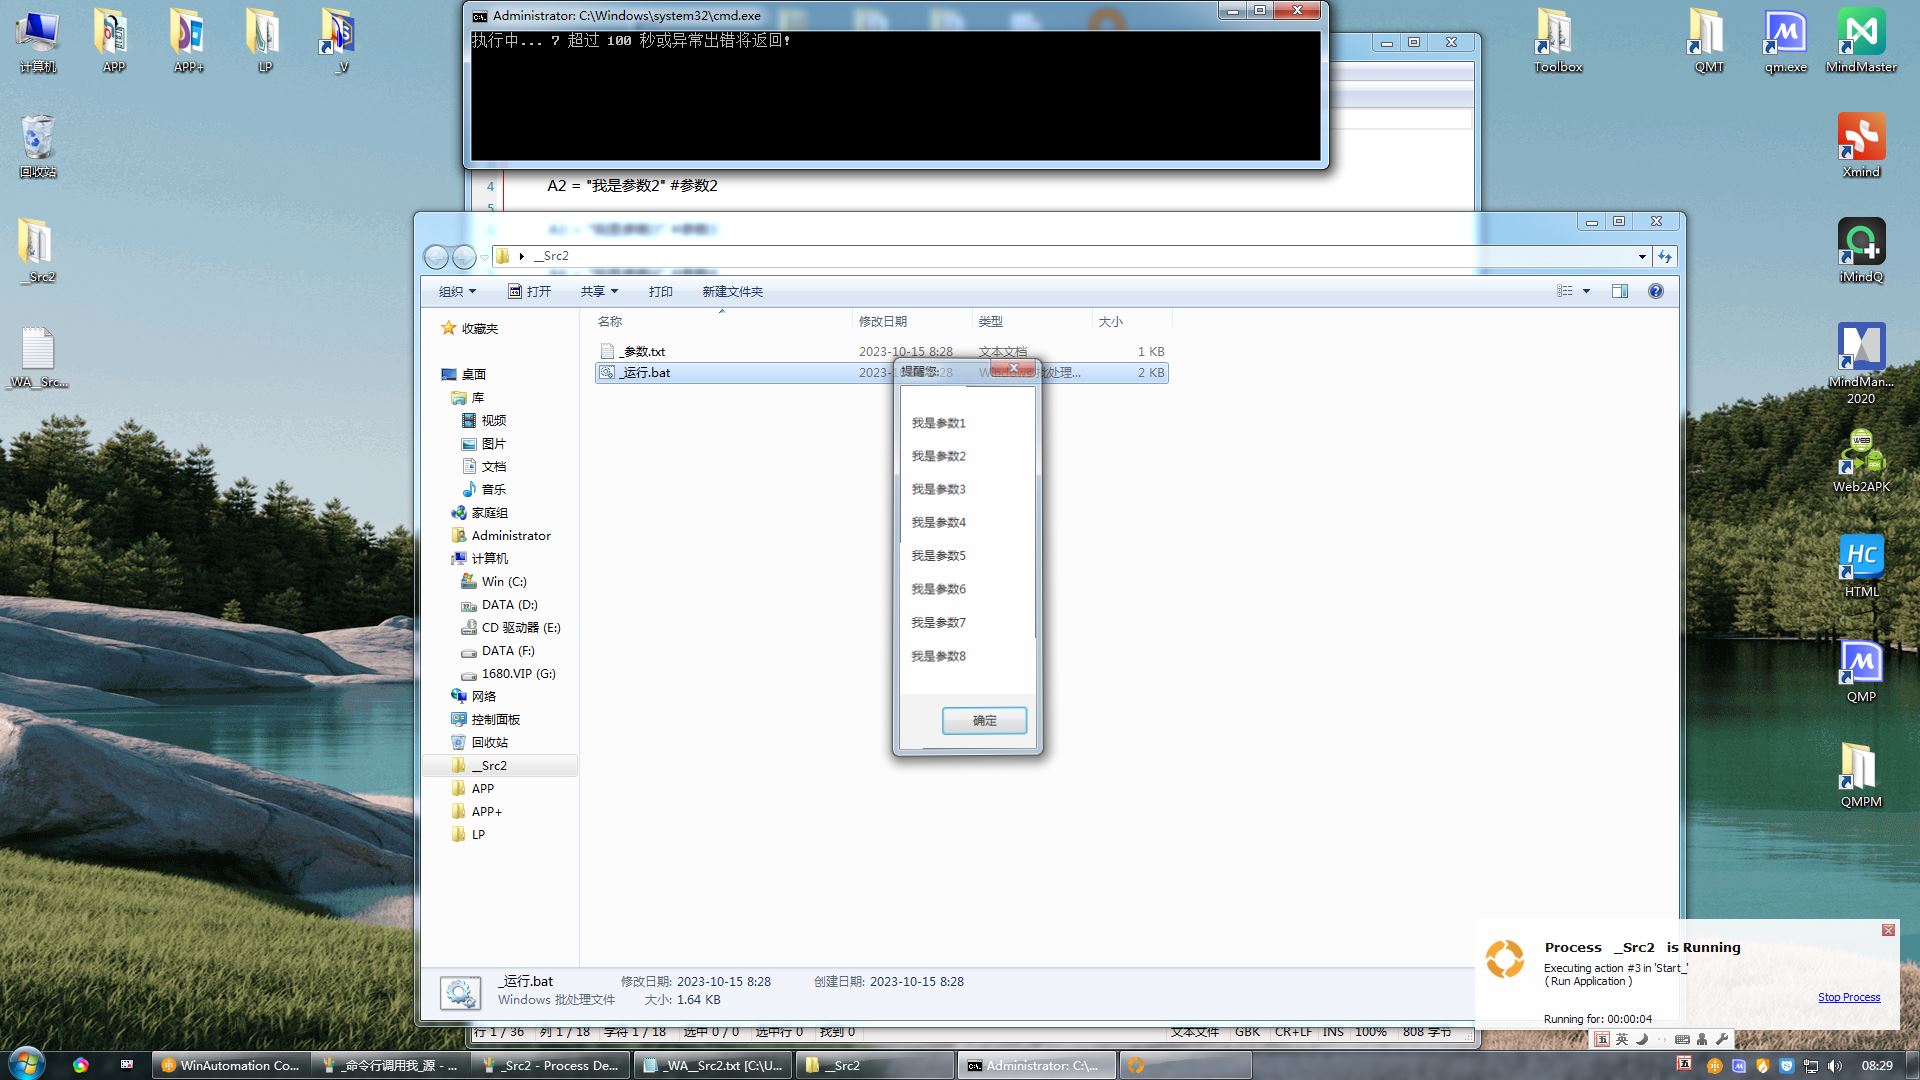 计算机
APP
APP+
LP
_V
回收站
__Src2
_WA__Src...
Administrator: C:\Windows\system32\cmd.exe
执行中... 7 超过 100 秒或异常出错将返回!
4 A2 = "我是参数2" #参数2
5
__Src2
组织
打开
共享
打印
新建文件夹
名称
修改日期
类型
大小
_参数.txt 2023-10-15 8:28 文本文档 1 KB
_运行.bat 2 KB
收藏夹
桌面
库
视频
图片
文档
音乐
家庭组
Administrator
计算机
Win (C:)
DATA (D:)
CD 驱动器 (E:)
DATA (F:)
1680.VIP (G:)
网络
控制面板
回收站
__Src2
APP
APP+
LP
提醒您:
我是参数1
我是参数2
我是参数3
我是参数4
我是参数5
我是参数6
我是参数7
我是参数8
确定
_运行.bat 修改日期: 2023-10-15 8:28 创建日期: 2023-10-15 8:28
Windows 批处理文件 大小: 1.64 KB
行 1 / 36 列 1 / 18 字符 1 / 18 选中 0 / 0 选中行 0 找到 0 文本文件 GBK CR+LF INS 100% 808 字节
Toolbox
QMT
qm.exe
MindMaster
Xmind
iMindQ
MindMan...
2020
Web2APK
HTML
QMP
QMPM
Process __Src2 is Running
Executing action #3 in 'Start_'
( Run Application )
Stop Process
Running for: 00:00:04
五 英
WinAutomation Co...
_命令行调用我_源 - ...
__Src2 - Process De...
_WA__Src2.txt [C:\U...
__Src2
Administrator: C:\...
08:29